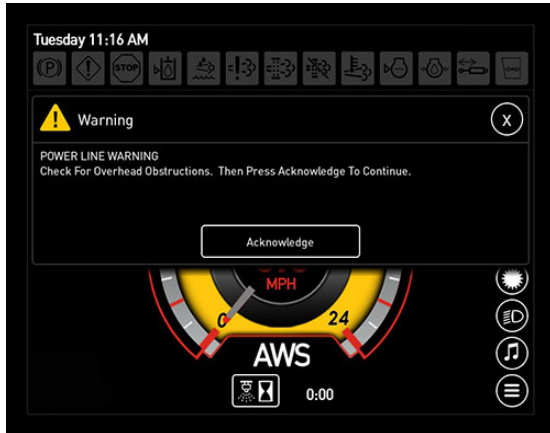 Tuesday 11:16 AM
(P) STOP
Warning
X
POWER LINE WARNING
Check For Overhead Obstructions. Then Press Acknowledge To Continue.
Acknowledge
MPH
0 24
AWS
0:00